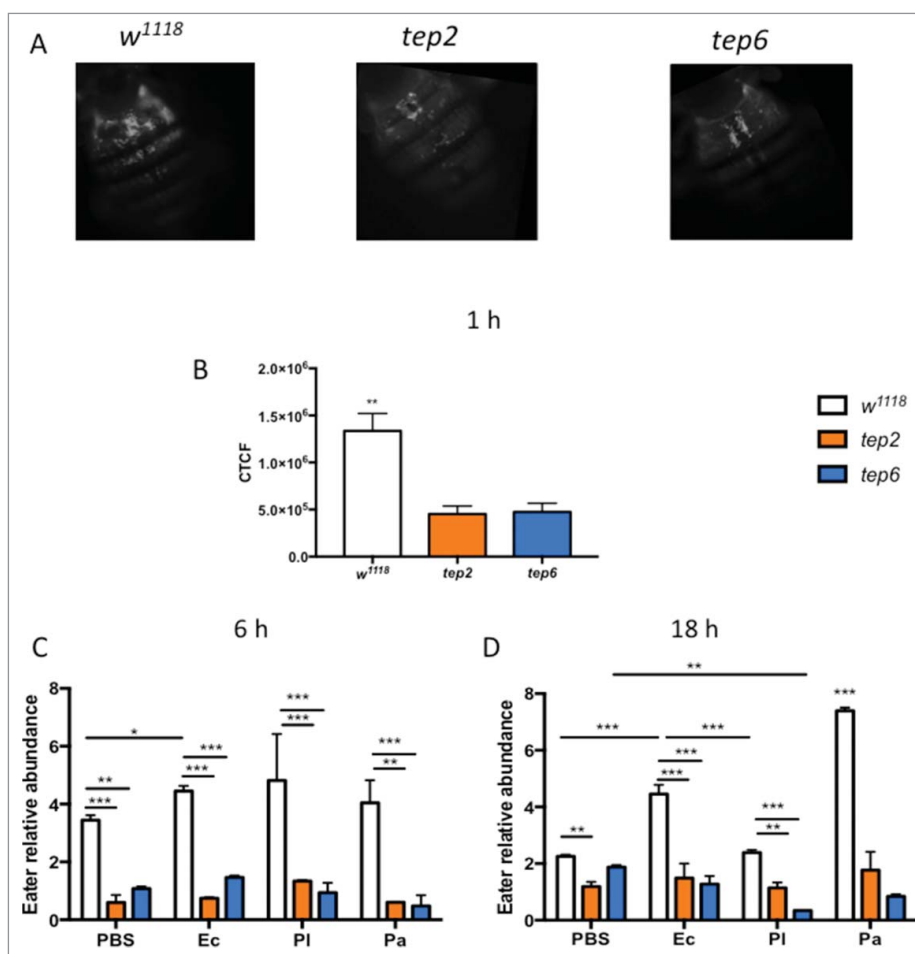 A
w1118
tep2
tep6
1 h
B
2.0×10⁶
1.5×10⁶
1.0×10⁶
5.0×10⁵
0.0
CTCF
**
w1118
tep2
tep6
w1118
tep2
tep6
6 h
18 h
C
8
6
4
2
0
Eater relative abundance
*
**
***
***
***
***
***
***
**
PBS
Ec
Pl
Pa
D
8
6
4
2
0
Eater relative abundance
**
***
***
***
**
***
***
***
**
PBS
Ec
Pl
Pa